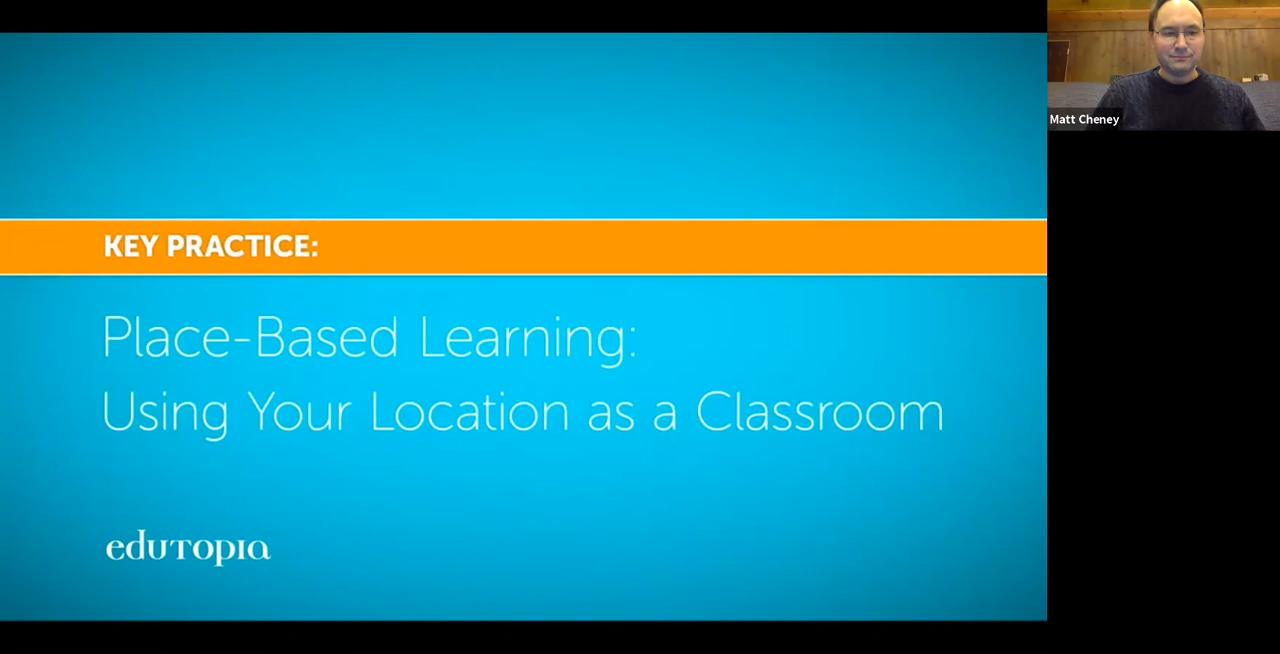 KEY PRACTICE:
Place-Based Learning:
Using Your Location as a Classroom
edutopia
Matt Cheney